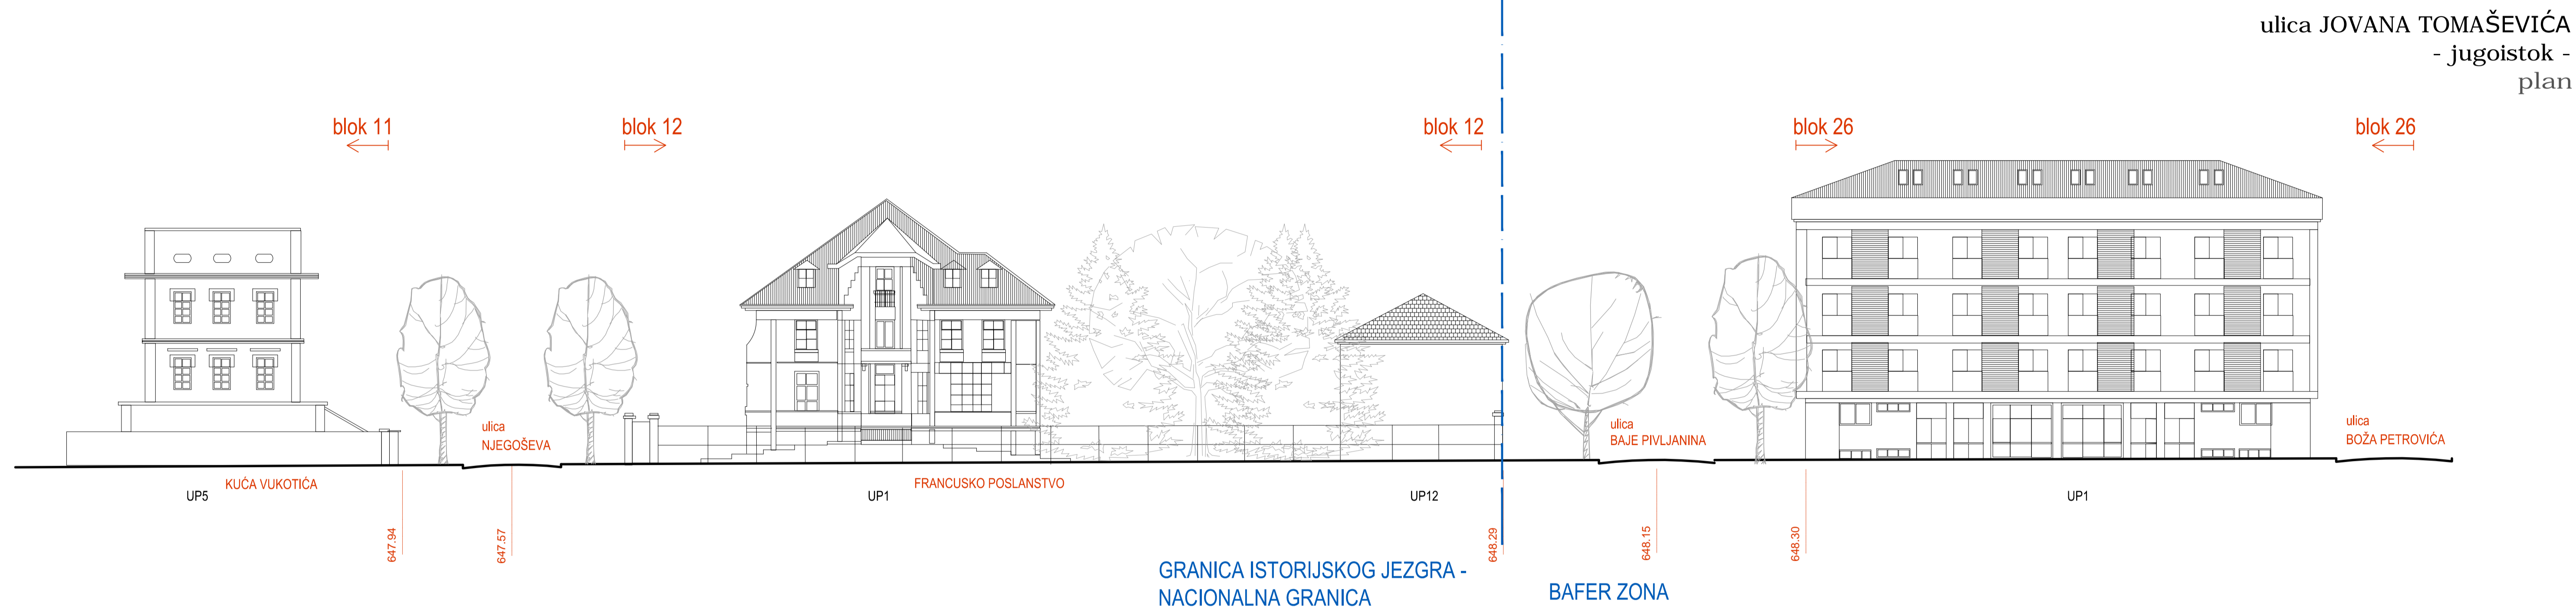 ulica JOVANA TOMAŠEVIĆA
- jugoistok -
plan
blok 11
blok 12
blok 12
blok 26
blok 26
ulica
NJEGOŠEVA
ulica
BAJE PIVLJANINA
ulica
BOŽA PETROVIĆA
KUĆA VUKOTIĆA
FRANCUSKO POSLANSTVO
UP5
UP1
UP12
UP1
647.94
647.57
648.29
648.15
648.30
GRANICA ISTORIJSKOG JEZGRA -
NACIONALNA GRANICA
BAFER ZONA